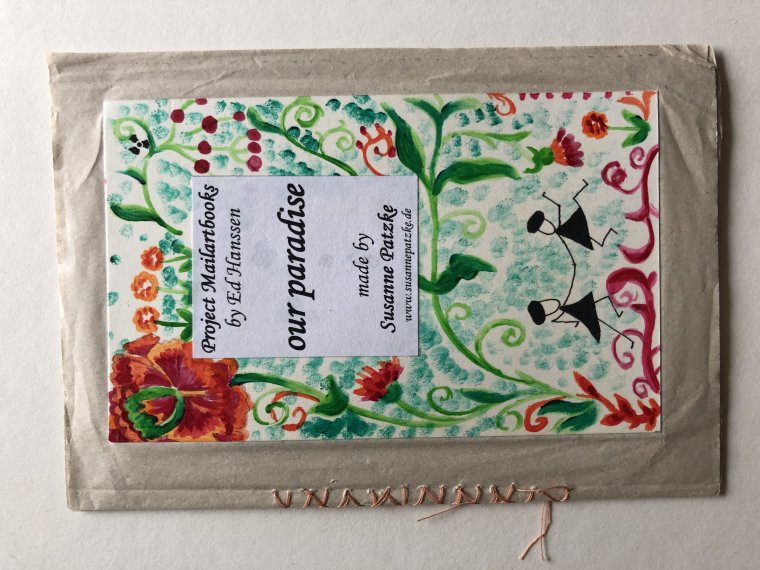 Project Mailartbooks
by Ed Hanssen
our paradise
made by
Susanne Patzke
www.susannepatzke.de